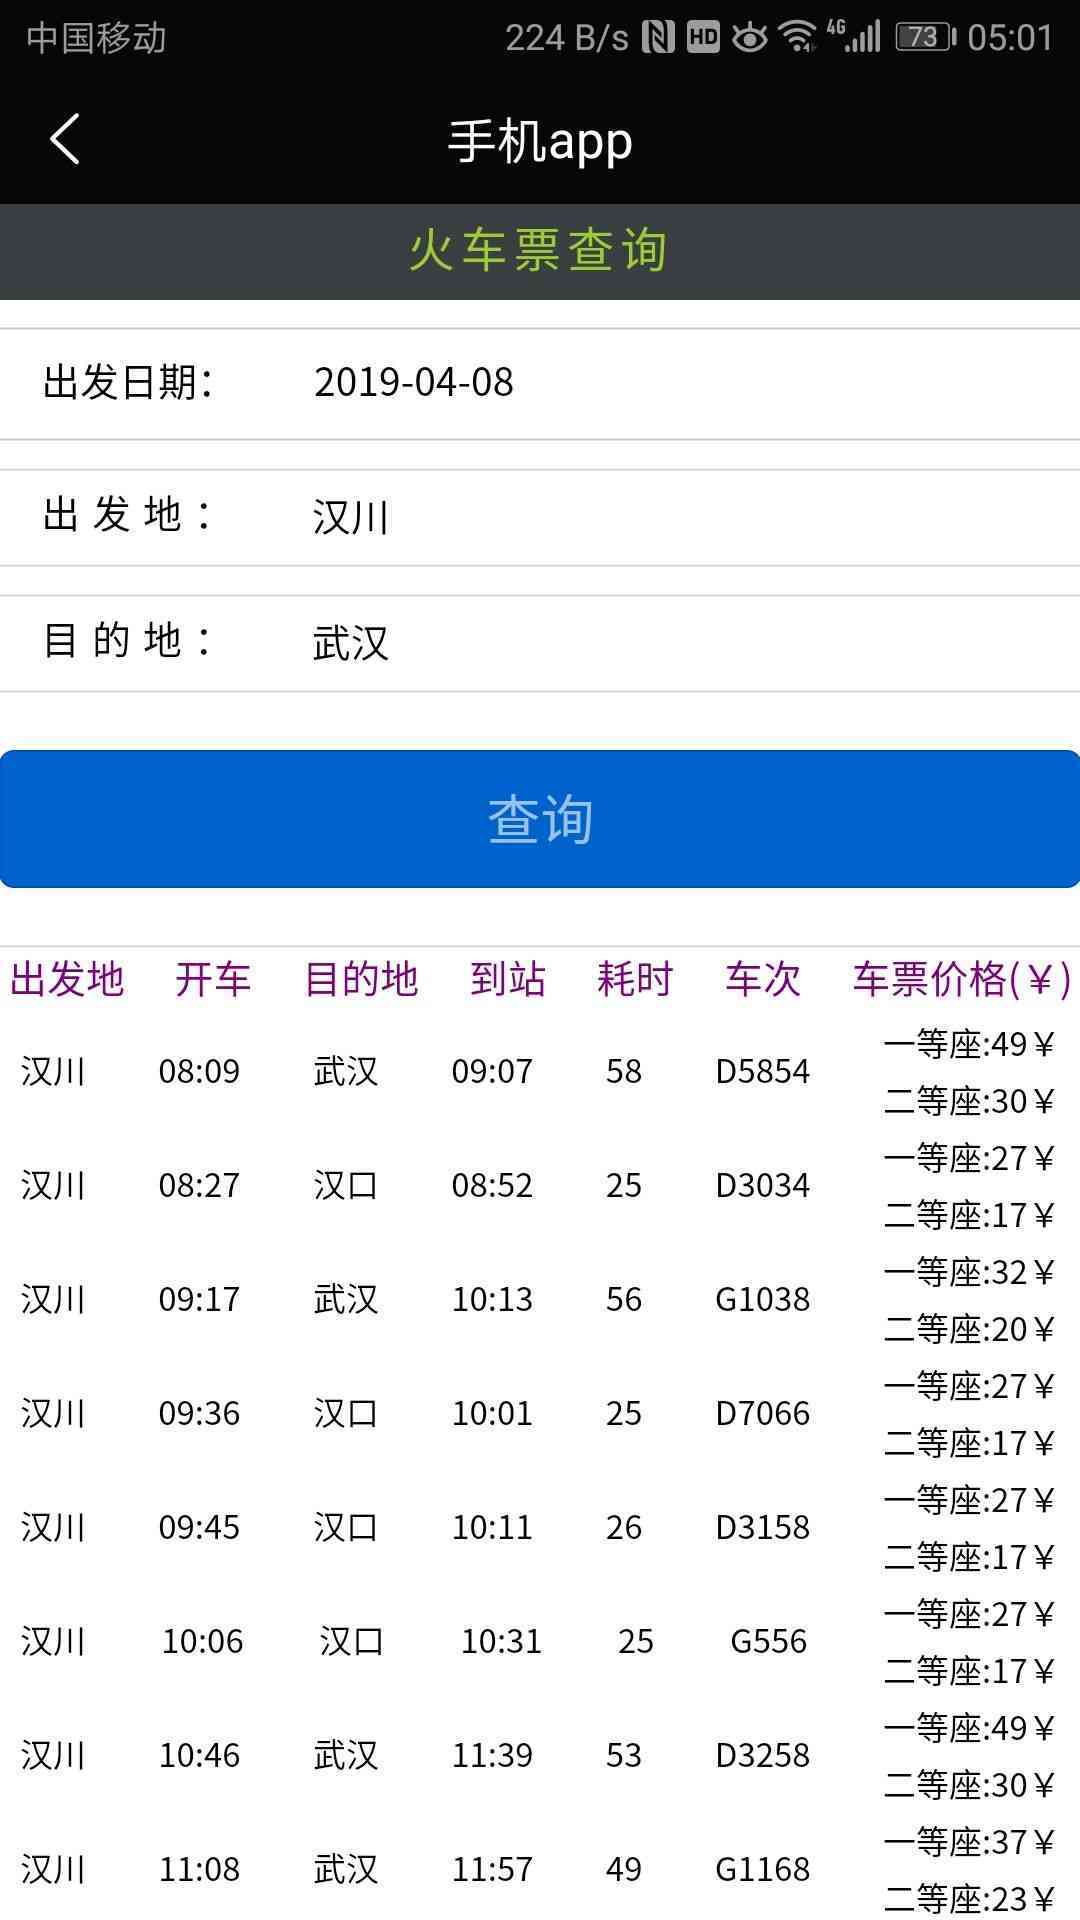 中国移动 224 B/s HD 4G 73 05:01
手机app
火车票查询
出发日期： 2019-04-08
出 发 地 ： 汉川
目 的 地 ： 武汉
查询
出发地 开车 目的地 到站 耗时 车次 车票价格(￥)
汉川 08:09 武汉 09:07 58 D5854 一等座:49￥
二等座:30￥
汉川 08:27 汉口 08:52 25 D3034 一等座:27￥
二等座:17￥
汉川 09:17 武汉 10:13 56 G1038 一等座:32￥
二等座:20￥
汉川 09:36 汉口 10:01 25 D7066 一等座:27￥
二等座:17￥
汉川 09:45 汉口 10:11 26 D3158 一等座:27￥
二等座:17￥
汉川 10:06 汉口 10:31 25 G556 一等座:27￥
二等座:17￥
汉川 10:46 武汉 11:39 53 D3258 一等座:49￥
二等座:30￥
汉川 11:08 武汉 11:57 49 G1168 一等座:37￥
二等座:23￥